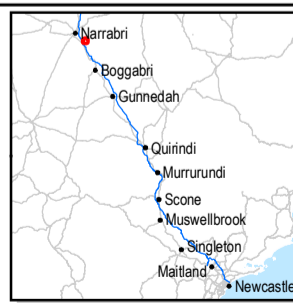 Narrabri
Boggabri
Gunnedah
Quirindi
Murrurundi
Scone
Muswellbrook
Singleton
Maitland
Newcastle